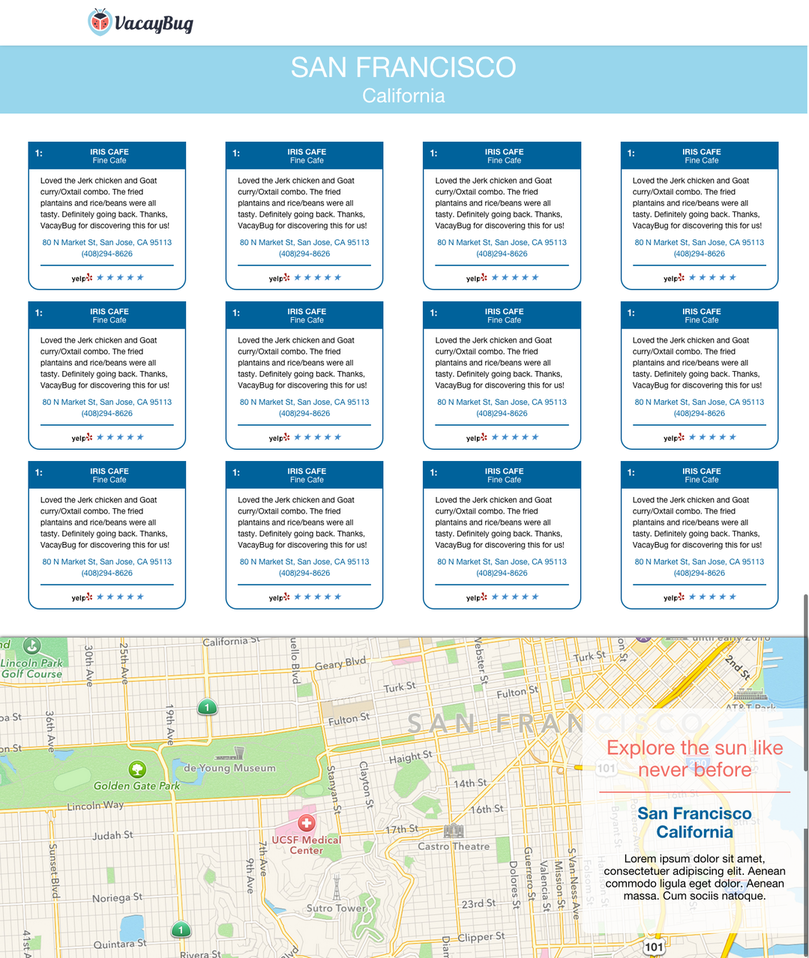 VacayBug
SAN FRANCISCO
California
1:
IRIS CAFE
Fine Cafe
Loved the Jerk chicken and Goat
curry/Oxtail combo. The fried
plantains and rice/beans were all
tasty. Definitely going back. Thanks,
VacayBug for discovering this for us!
80 N Market St, San Jose, CA 95113
(408)294-8626
yelp
1:
IRIS CAFE
Fine Cafe
Loved the Jerk chicken and Goat
curry/Oxtail combo. The fried
plantains and rice/beans were all
tasty. Definitely going back. Thanks,
VacayBug for discovering this for us!
80 N Market St, San Jose, CA 95113
(408)294-8626
yelp
1:
IRIS CAFE
Fine Cafe
Loved the Jerk chicken and Goat
curry/Oxtail combo. The fried
plantains and rice/beans were all
tasty. Definitely going back. Thanks,
VacayBug for discovering this for us!
80 N Market St, San Jose, CA 95113
(408)294-8626
yelp
1:
IRIS CAFE
Fine Cafe
Loved the Jerk chicken and Goat
curry/Oxtail combo. The fried
plantains and rice/beans were all
tasty. Definitely going back. Thanks,
VacayBug for discovering this for us!
80 N Market St, San Jose, CA 95113
(408)294-8626
yelp
1:
IRIS CAFE
Fine Cafe
Loved the Jerk chicken and Goat
curry/Oxtail combo. The fried
plantains and rice/beans were all
tasty. Definitely going back. Thanks,
VacayBug for discovering this for us!
80 N Market St, San Jose, CA 95113
(408)294-8626
yelp
1:
IRIS CAFE
Fine Cafe
Loved the Jerk chicken and Goat
curry/Oxtail combo. The fried
plantains and rice/beans were all
tasty. Definitely going back. Thanks,
VacayBug for discovering this for us!
80 N Market St, San Jose, CA 95113
(408)294-8626
yelp
1:
IRIS CAFE
Fine Cafe
Loved the Jerk chicken and Goat
curry/Oxtail combo. The fried
plantains and rice/beans were all
tasty. Definitely going back. Thanks,
VacayBug for discovering this for us!
80 N Market St, San Jose, CA 95113
(408)294-8626
yelp
1:
IRIS CAFE
Fine Cafe
Loved the Jerk chicken and Goat
curry/Oxtail combo. The fried
plantains and rice/beans were all
tasty. Definitely going back. Thanks,
VacayBug for discovering this for us!
80 N Market St, San Jose, CA 95113
(408)294-8626
yelp
1:
IRIS CAFE
Fine Cafe
Loved the Jerk chicken and Goat
curry/Oxtail combo. The fried
plantains and rice/beans were all
tasty. Definitely going back. Thanks,
VacayBug for discovering this for us!
80 N Market St, San Jose, CA 95113
(408)294-8626
yelp
1:
IRIS CAFE
Fine Cafe
Loved the Jerk chicken and Goat
curry/Oxtail combo. The fried
plantains and rice/beans were all
tasty. Definitely going back. Thanks,
VacayBug for discovering this for us!
80 N Market St, San Jose, CA 95113
(408)294-8626
yelp
1:
IRIS CAFE
Fine Cafe
Loved the Jerk chicken and Goat
curry/Oxtail combo. The fried
plantains and rice/beans were all
tasty. Definitely going back. Thanks,
VacayBug for discovering this for us!
80 N Market St, San Jose, CA 95113
(408)294-8626
yelp
1:
IRIS CAFE
Fine Cafe
Loved the Jerk chicken and Goat
curry/Oxtail combo. The fried
plantains and rice/beans were all
tasty. Definitely going back. Thanks,
VacayBug for discovering this for us!
80 N Market St, San Jose, CA 95113
(408)294-8626
yelp
California St
Lincoln Park
Golf Course
30th Ave
25th Ave
uello Blvd
Geary Blvd
Webster St
Turk St
2nd St
Turk St
Fulton St
AT&T Park
1
19th Ave
36th Ave
Fulton St
SAN FRANCISCO
de Young Museum
Golden Gate Park
Haight St
Stanyan St
Clayton St
14th St
101
Lincoln Way
16th St
17th St
Judah St
UCSF Medical
Center
Castro Theatre
Sunset Blvd
9th Ave
7th Ave
Dolores St
Guerrero St
Valencia St
Mission St
S Van Ness Ave
Noriega St
Sutro Tower
23rd St
1
Quintara St
Clipper St
41st A
Rivera St
101
Explore the sun like
never before
San Francisco
California
Lorem ipsum dolor sit amet,
consectetuer adipiscing elit. Aenean
commodo ligula eget dolor. Aenean
massa. Cum sociis natoque.